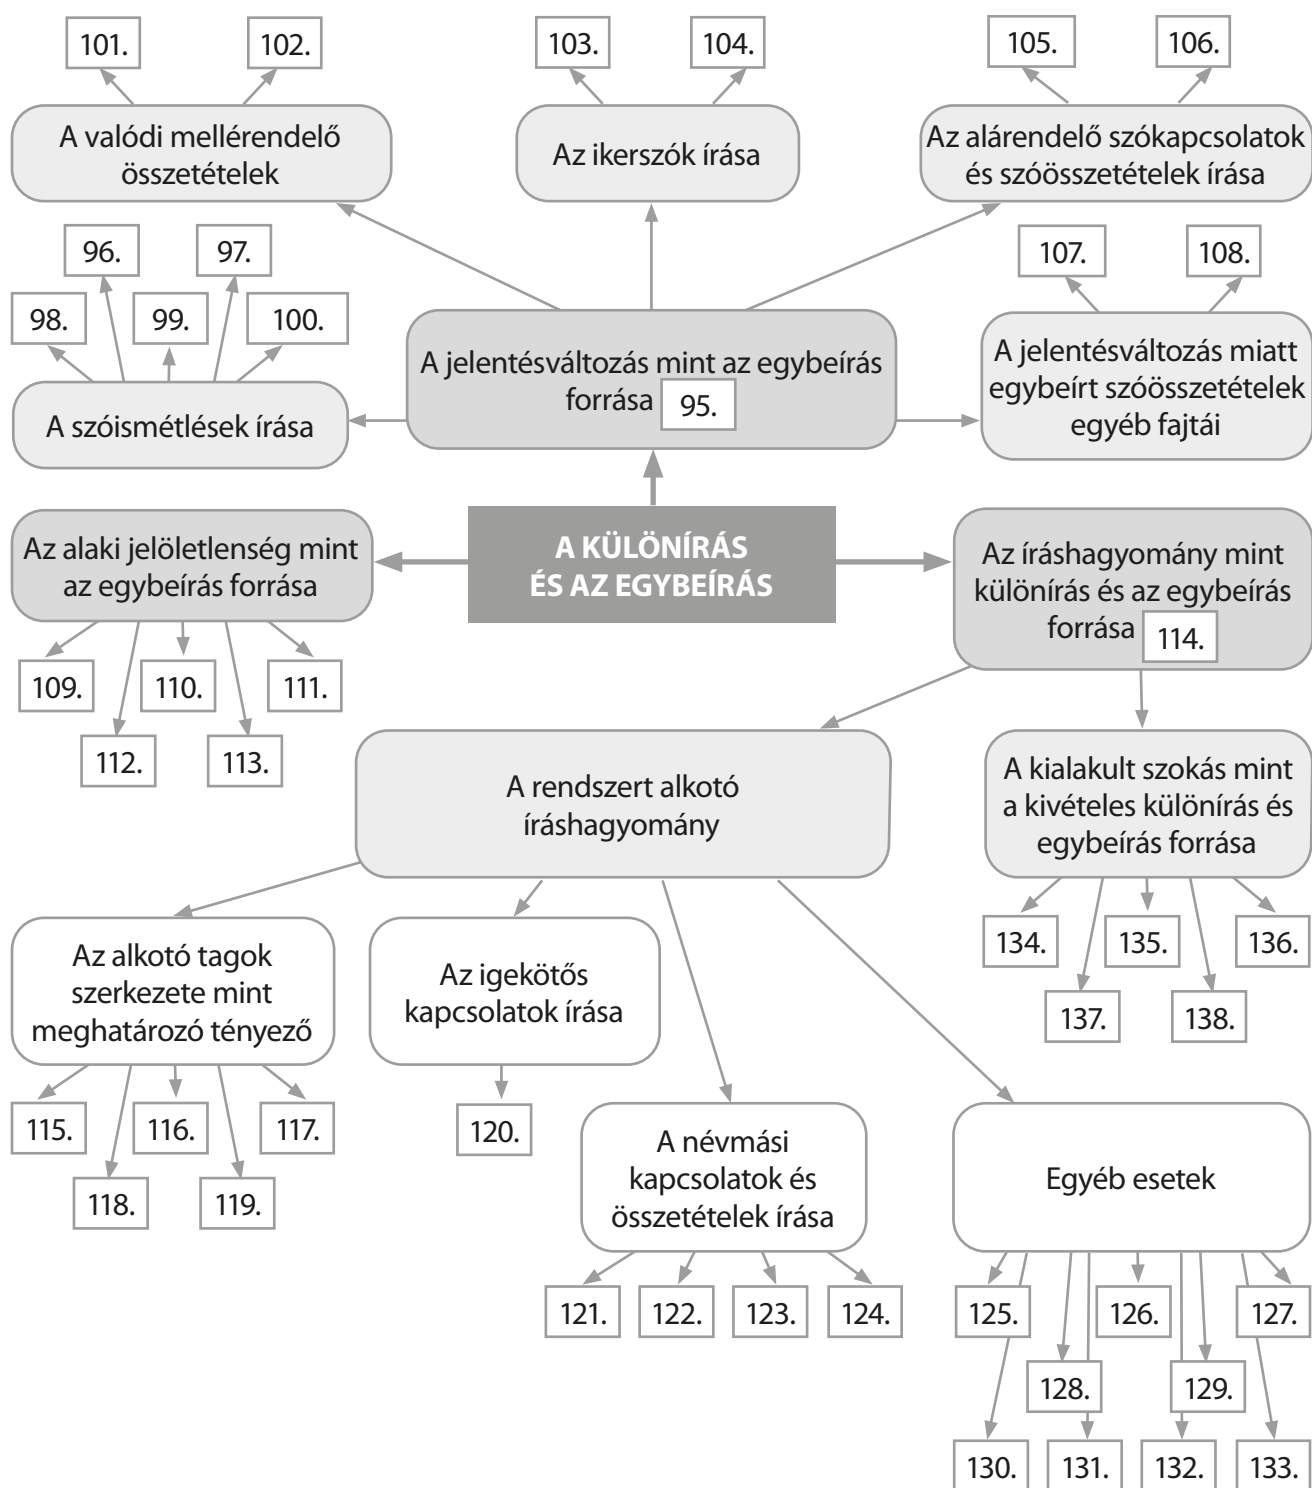 101.
102.
103.
104.
105.
106.
A valódi mellérendelő
összetételek
Az ikerszók írása
Az alárendelő szókapcsolatok
és szóösszetételek írása
96.
97.
98.
99.
100.
107.
108.
A jelentésváltozás mint az egybeírás
forrása 95.
A jelentésváltozás miatt
egybeírt szóösszetételek
egyéb fajtái
A szóismétlések írása
Az alaki jelöletlenség mint
az egybeírás forrása
A KÜLÖNÍRÁS
ÉS AZ EGYBEÍRÁS
Az íráshagyomány mint
különírás és az egybeírás
forrása 114.
109.
110.
111.
112.
113.
A rendszert alkotó
íráshagyomány
A kialakult szokás mint
a kivételes különírás és
egybeírás forrása
134.
135.
136.
137.
138.
Az alkotó tagok
szerkezete mint
meghatározó tényező
Az igekötős
kapcsolatok írása
115.
116.
117.
118.
119.
120.
A névmási
kapcsolatok és
összetételek írása
Egyéb esetek
121.
122.
123.
124.
125.
126.
127.
128.
129.
130.
131.
132.
133.